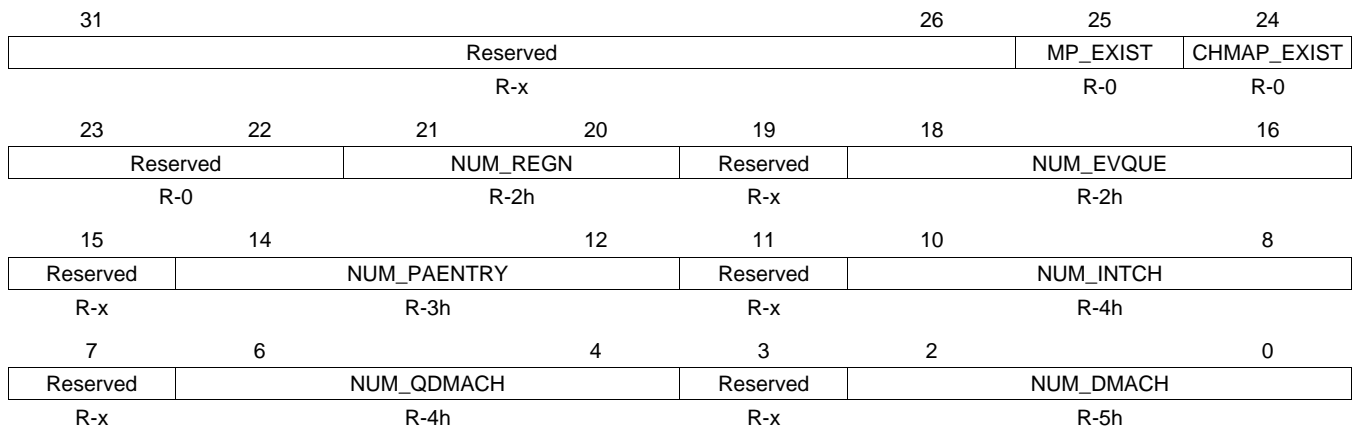 31 26 25 24
Reserved MP_EXIST CHMAP_EXIST
R-x R-0 R-0
23 22 21 20 19 18 16
Reserved NUM_REGN Reserved NUM_EVQUE
R-0 R-2h R-x R-2h
15 14 12 11 10 8
Reserved NUM_PAENTRY Reserved NUM_INTCH
R-x R-3h R-x R-4h
7 6 4 3 2 0
Reserved NUM_QDMACH Reserved NUM_DMACH
R-x R-4h R-x R-5h